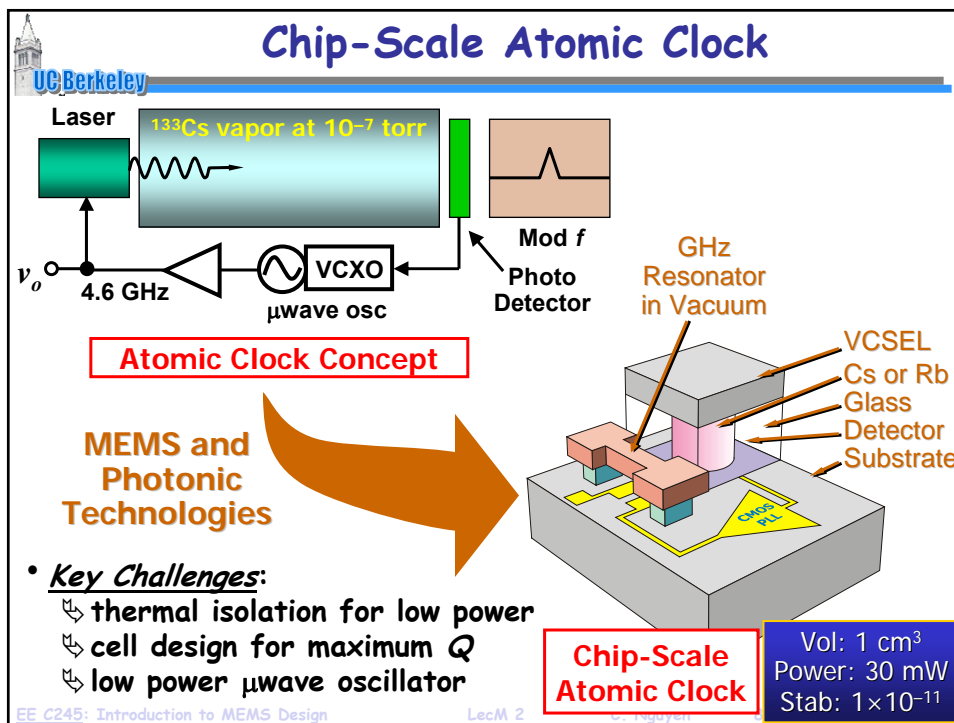 Chip-Scale Atomic Clock
UC Berkeley
Laser
¹³³Cs vapor at 10⁻⁷ torr
Mod f
vₒ
4.6 GHz
VCXO
μwave osc
Photo
Detector
GHz
Resonator
in Vacuum
Atomic Clock Concept
VCSEL
Cs or Rb
Glass
Detector
Substrate
MEMS and
Photonic
Technologies
CMOS
PLL
• Key Challenges:
thermal isolation for low power
cell design for maximum Q
low power μwave oscillator
Chip-Scale
Atomic Clock
Vol: 1 cm³
Power: 30 mW
Stab: 1×10⁻¹¹
EE C245: Introduction to MEMS Design
LecM 2
C. Nguyen